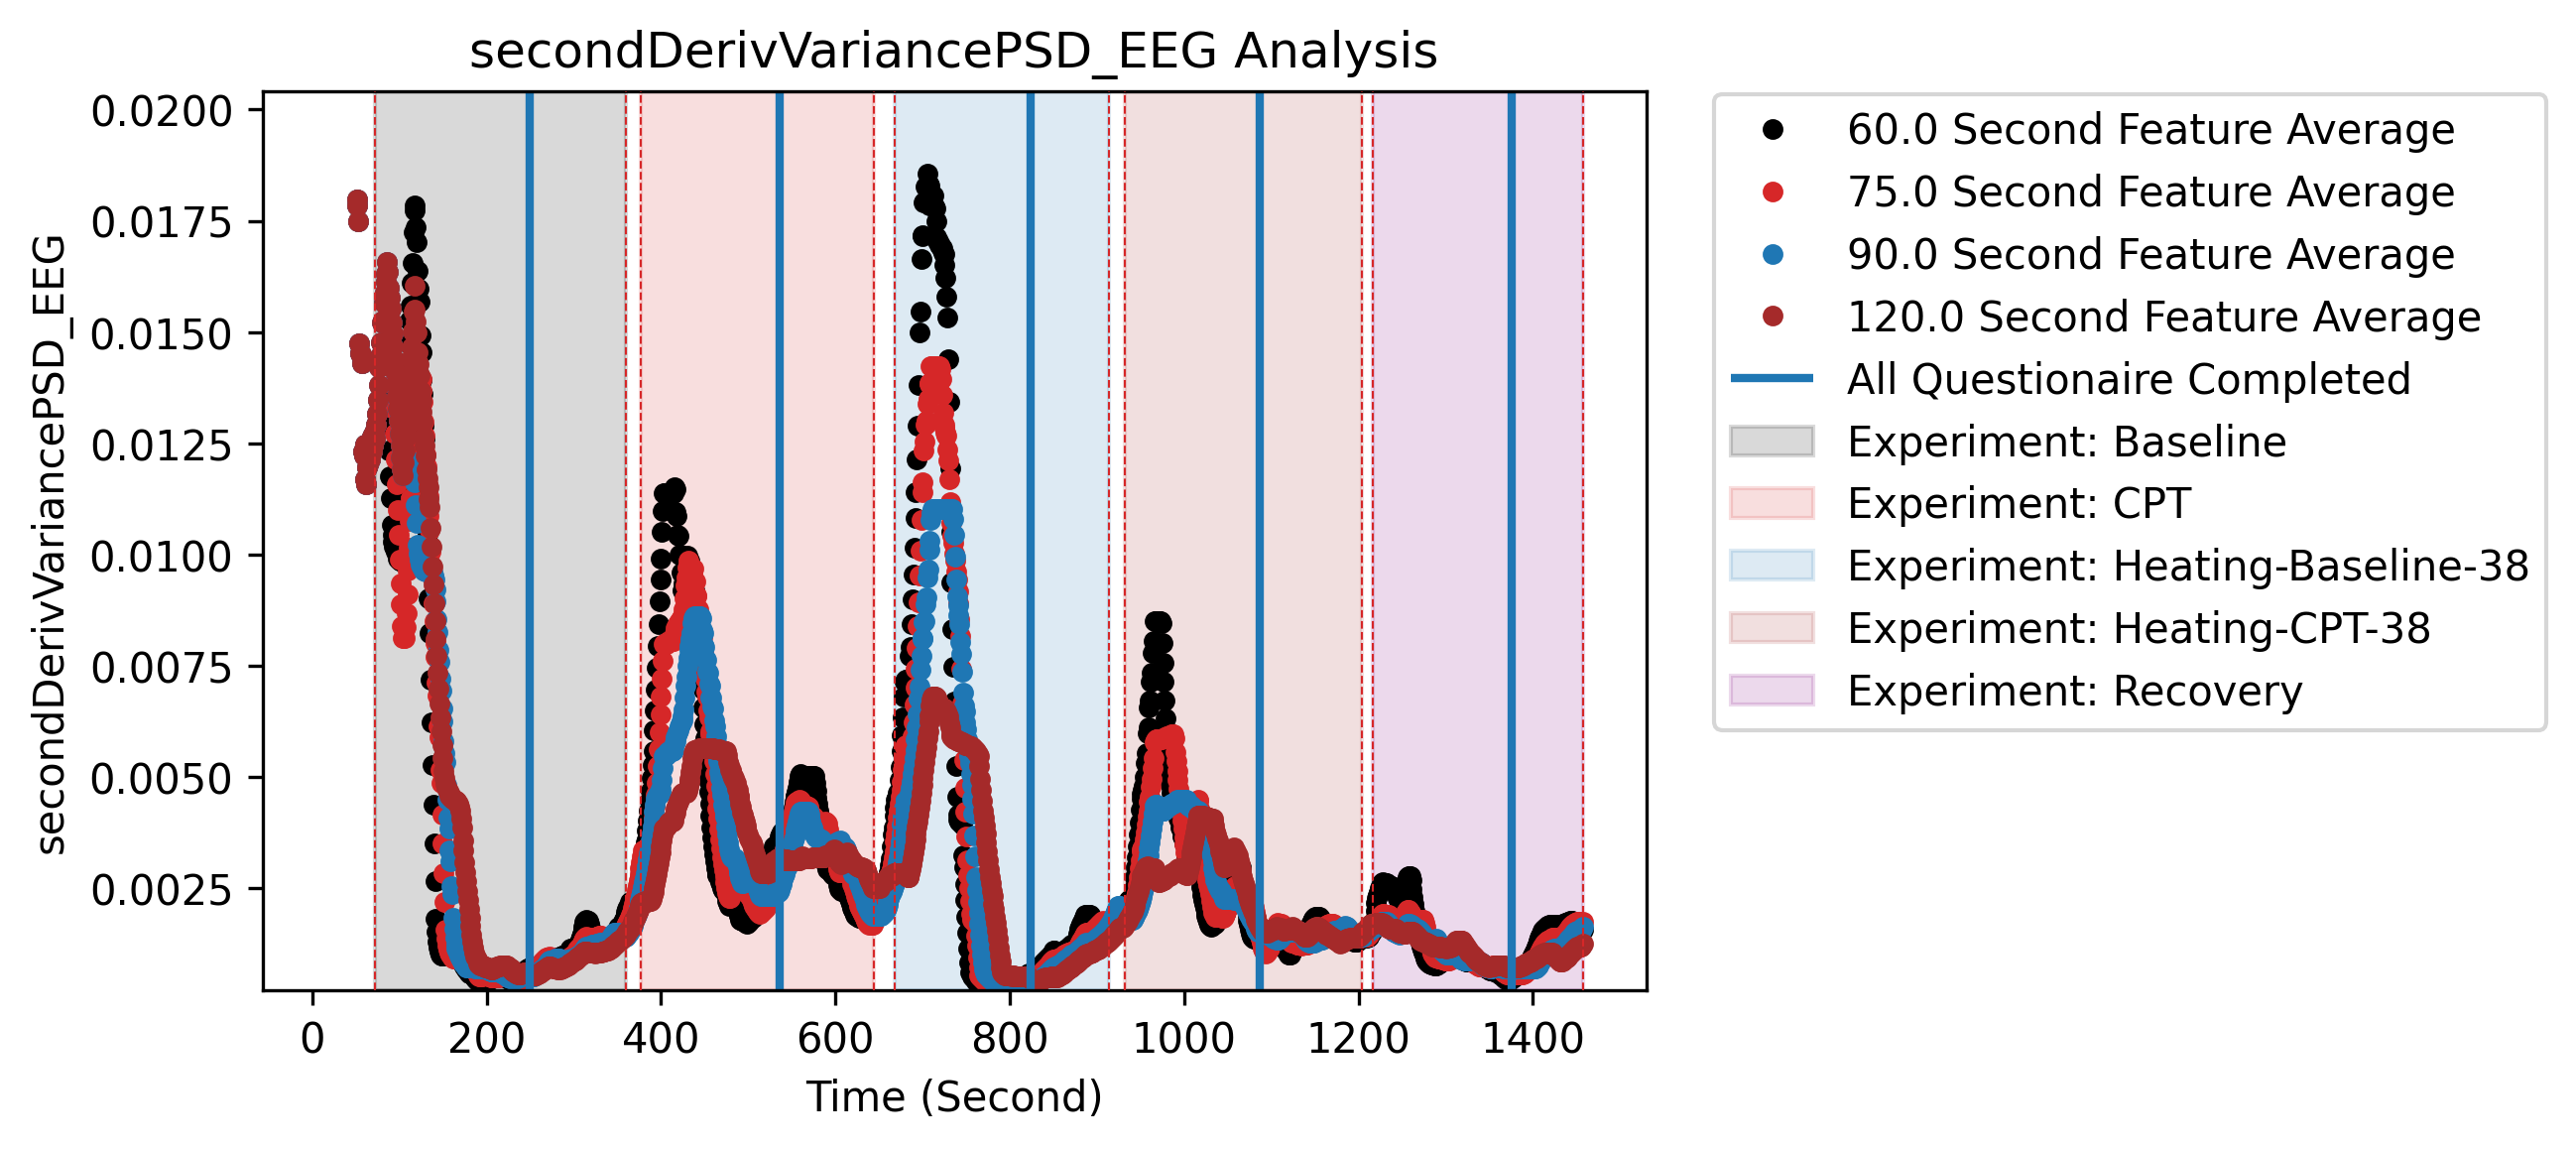 secondDerivVariancePSD_EEG Analysis
secondDerivVariancePSD_EEG
0.0200
0.0175
0.0150
0.0125
0.0100
0.0075
0.0050
0.0025
0
200
400
600
800
1000
1200
1400
Time (Second)
60.0 Second Feature Average
75.0 Second Feature Average
90.0 Second Feature Average
120.0 Second Feature Average
All Questionaire Completed
Experiment: Baseline
Experiment: CPT
Experiment: Heating-Baseline-38
Experiment: Heating-CPT-38
Experiment: Recovery